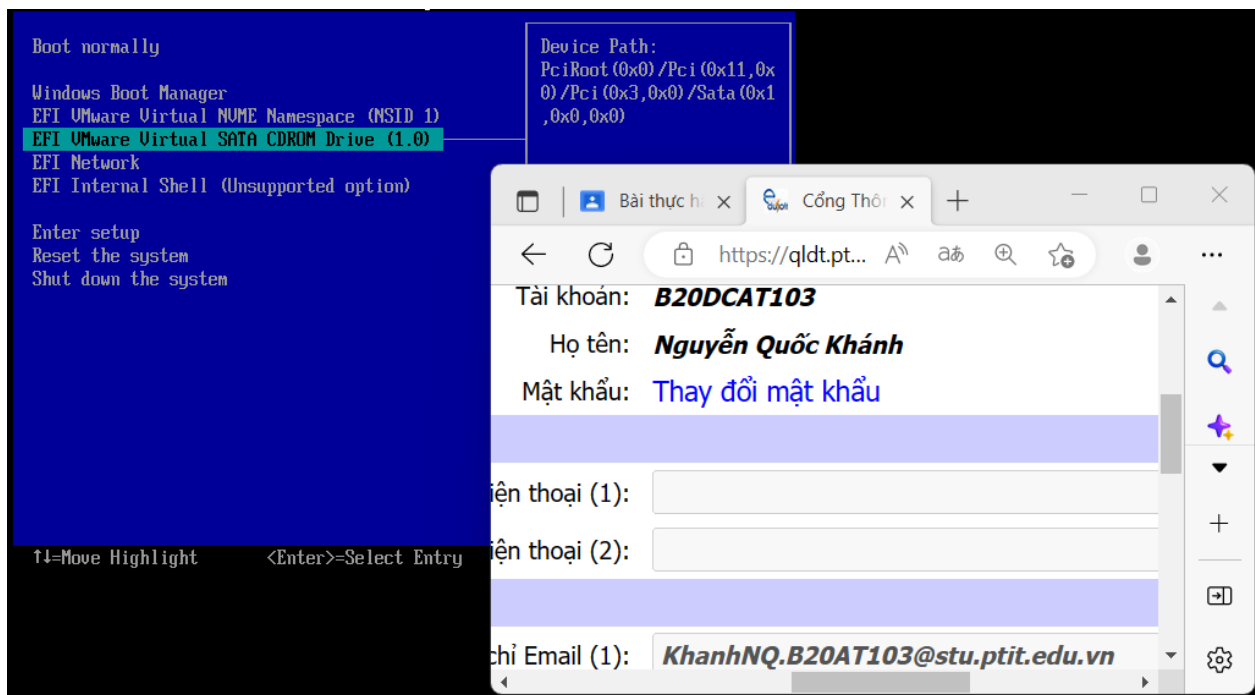 Boot normally
Windows Boot Manager
EFI VMware Virtual NVME Namespace (NSID 1)
EFI VMware Virtual SATA CDROM Drive (1.0)
EFI Network
EFI Internal Shell (Unsupported option)
Enter setup
Reset the system
Shut down the system
Device Path:
PciRoot(0x0)/Pci(0x11,0x
0)/Pci(0x3,0x0)/Sata(0x1
,0x0,0x0)
↑↓=Move Highlight <Enter>=Select Entry
Bài thực h
Cổng Thôn
https://qldt.pt...
Tài khoản: B20DCAT103
Họ tên: Nguyễn Quốc Khánh
Mật khẩu: Thay đổi mật khẩu
iện thoại (1):
iện thoại (2):
chỉ Email (1): KhanhNQ.B20AT103@stu.ptit.edu.vn